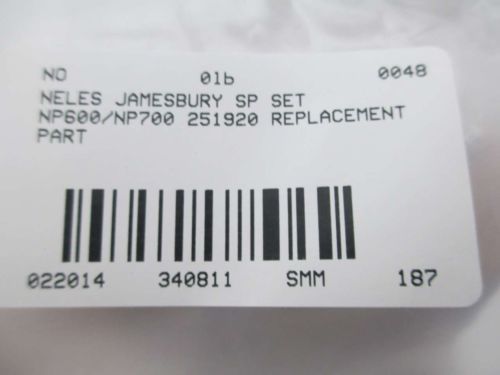 NO 01b 0048
NELES JAMESBURY SP SET
NP600/NP700 251920 REPLACEMENT
PART
022014 340811 SMM 187